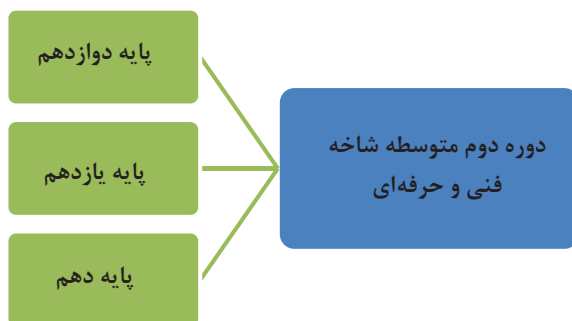 دوره دوم متوسطه شاخه
فنی و حرفه‌ای
پایه دوازدهم
پایه یازدهم
پایه دهم